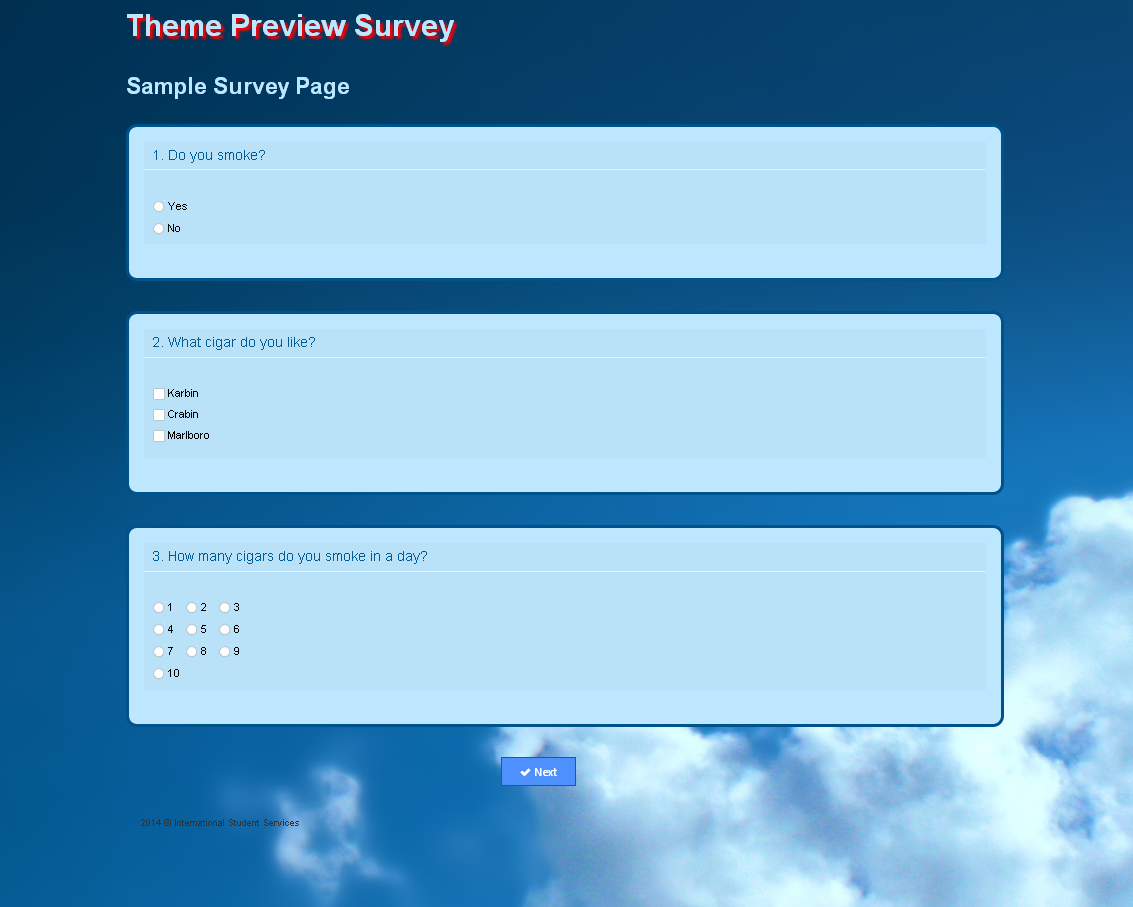 Theme Preview Survey
Sample Survey Page
1. Do you smoke?
Yes
No
2. What cigar do you like?
Karbin
Crabin
Marlboro
3. How many cigars do you smoke in a day?
1 2 3
4 5 6
7 8 9
10
Next
2014 © International Student Services